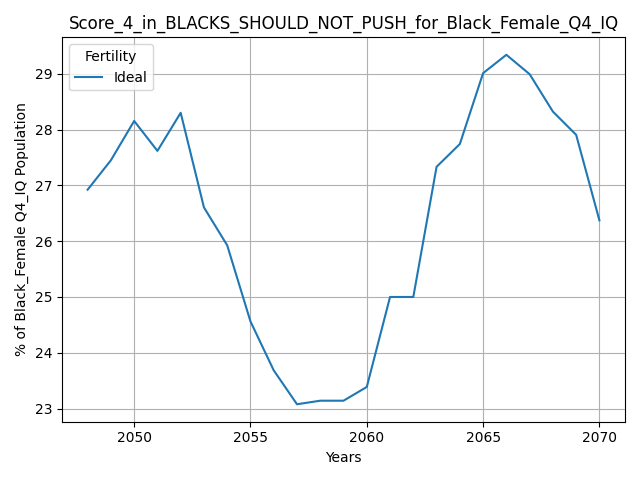 Score_4_in_BLACKS_SHOULD_NOT_PUSH_for_Black_Female_Q4_IQ
Fertility
Ideal
% of Black_Female Q4_IQ Population
29
28
27
26
25
24
23
2050
2055
2060
2065
2070
Years